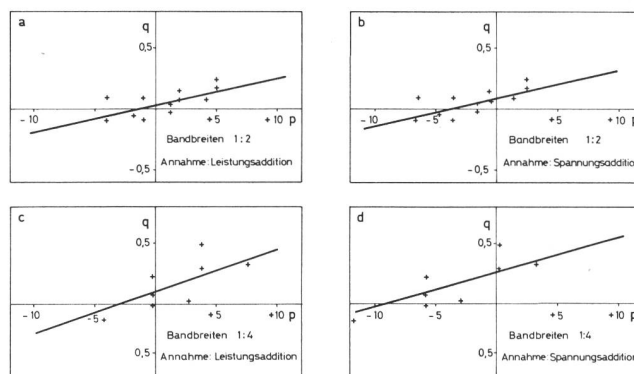 a
q
0,5
-10
-5
+5
+10 p
Bandbreiten 1:2
-0,5
Annahme: Leistungsaddition
b
q
0,5
-10
-5
+5
+10 p
Bandbreiten 1:2
-0,5
Annahme: Spannungsaddition
c
q
0,5
-10
-5
+5
+10 p
Bandbreiten 1:4
0,5
Annahme: Leistungsaddition
d
q
0,5
-10
-5
+5
+10 p
Bandbreiten 1:4
0,5
Annahme: Spannungsaddition